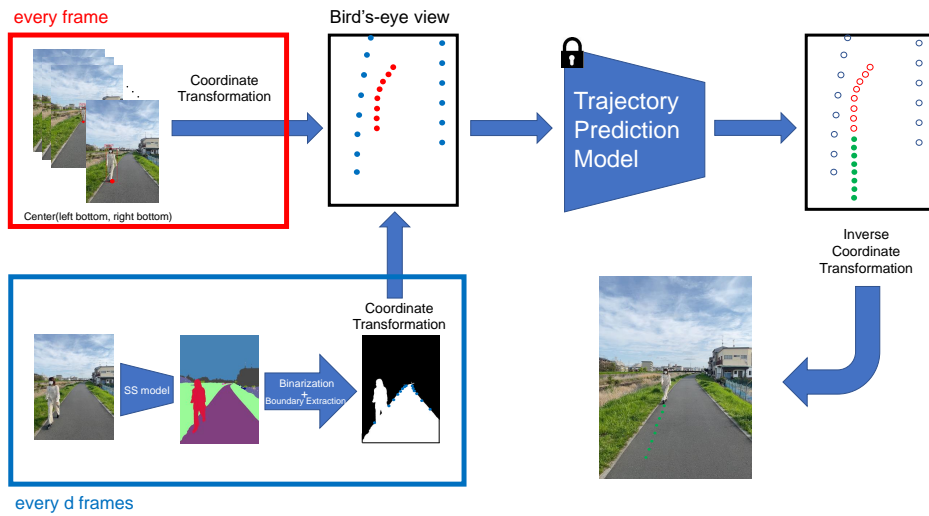 every frame
Bird's-eye view
Coordinate
Transformation
Center(left bottom, right bottom)
Trajectory
Prediction
Model
Inverse
Coordinate
Transformation
Coordinate
Transformation
SS model
Binarization
+
Boundary Extraction
every d frames